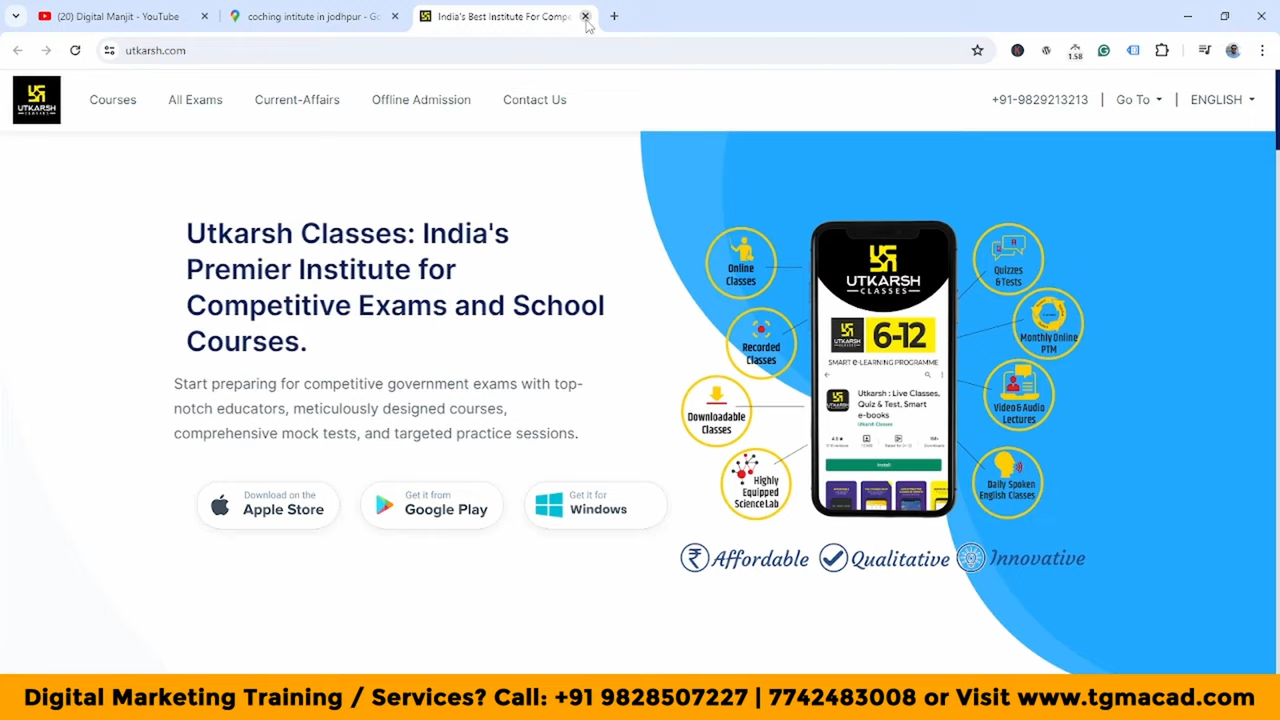 (20) Digital Manjit - YouTube
coching intitute in jodhpur - Go
India's Best Institute For Compe
utkarsh.com
1.58
UTKARSH
CLASSES
Courses
All Exams
Current-Affairs
Offline Admission
Contact Us
+91-9829213213
Go To
ENGLISH
Utkarsh Classes: India's
Premier Institute for
Competitive Exams and School
Courses.
Start preparing for competitive government exams with top-
notch educators, meticulously designed courses,
comprehensive mock tests, and targeted practice sessions.
Download on the
Apple Store
Get it from
Google Play
Get it for
Windows
Online
Classes
Recorded
Classes
Downloadable
Classes
Highly
Equipped
Science Lab
UTKARSH
CLASSES
6-12
SMART e-LEARNING PROGRAMME
Utkarsh : Live Classes,
Quiz & Test, Smart
e-books
Utkarsh Classes
Install
Quizzes
& Tests
Monthly Online
PTM
Video & Audio
Lectures
Daily Spoken
English Classes
Affordable
Qualitative
Innovative
Digital Marketing Training / Services? Call: +91 9828507227 | 7742483008 or Visit www.tgmacad.com